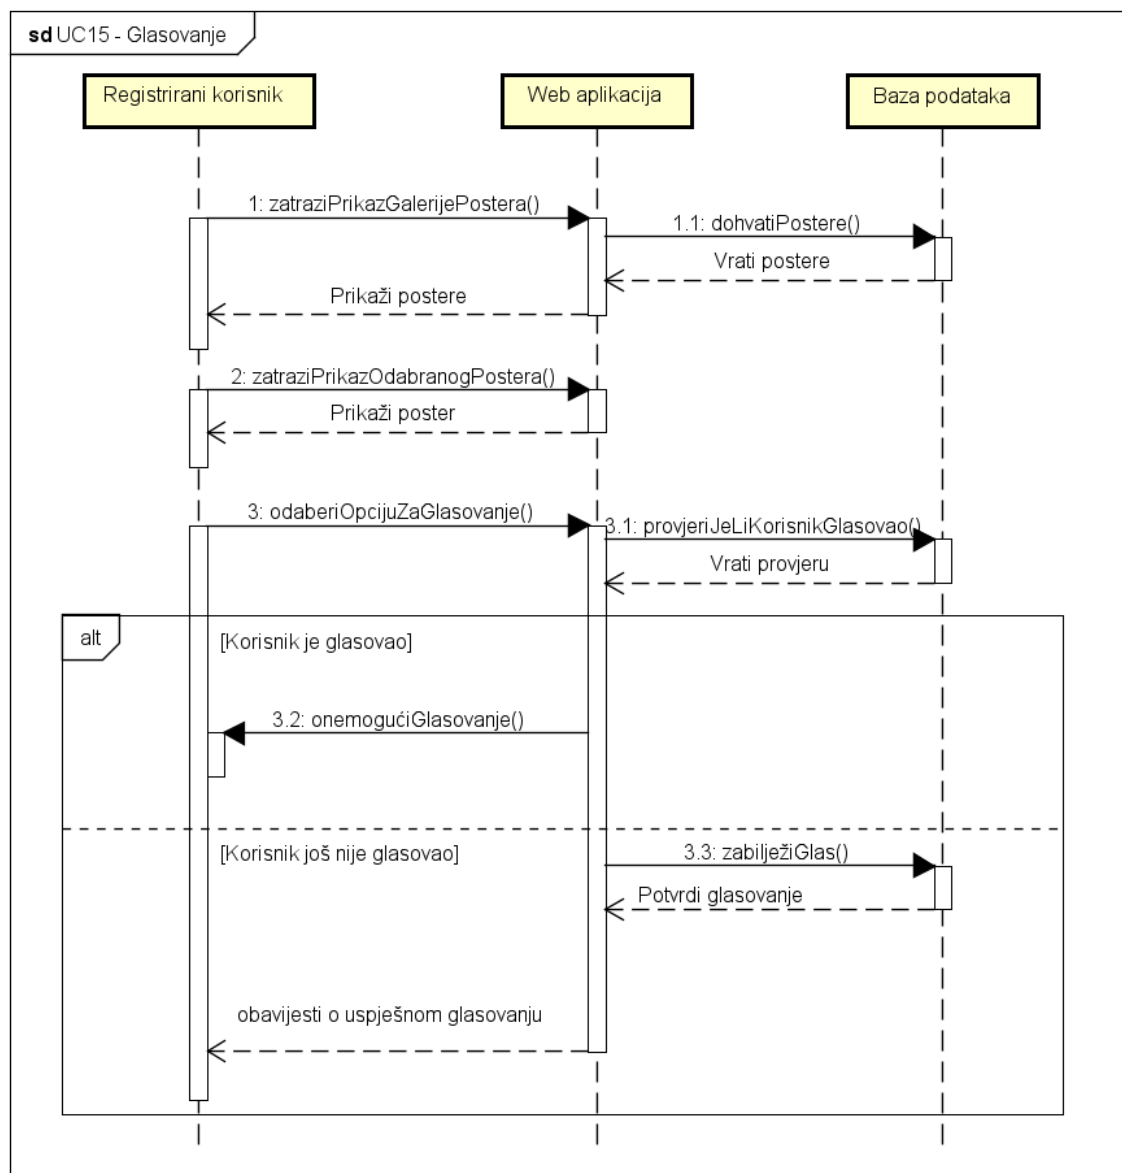 sd UC15 - Glasovanje
Registrirani korisnik
Web aplikacija
Baza podataka
1: zatraziPrikazGalerijePostera()
1.1: dohvatiPostere()
Vrati postere
Prikaži postere
2: zatraziPrikazOdabranogPostera()
Prikaži poster
3: odaberiOpcijuZaGlasovanje()
3.1: provjeriJeLiKorisnikGlasovao()
Vrati provjeru
alt
[Korisnik je glasovao]
3.2: onemogućiGlasovanje()
[Korisnik još nije glasovao]
3.3: zabilježiGlas()
Potvrdi glasovanje
obavijesti o uspješnom glasovanju